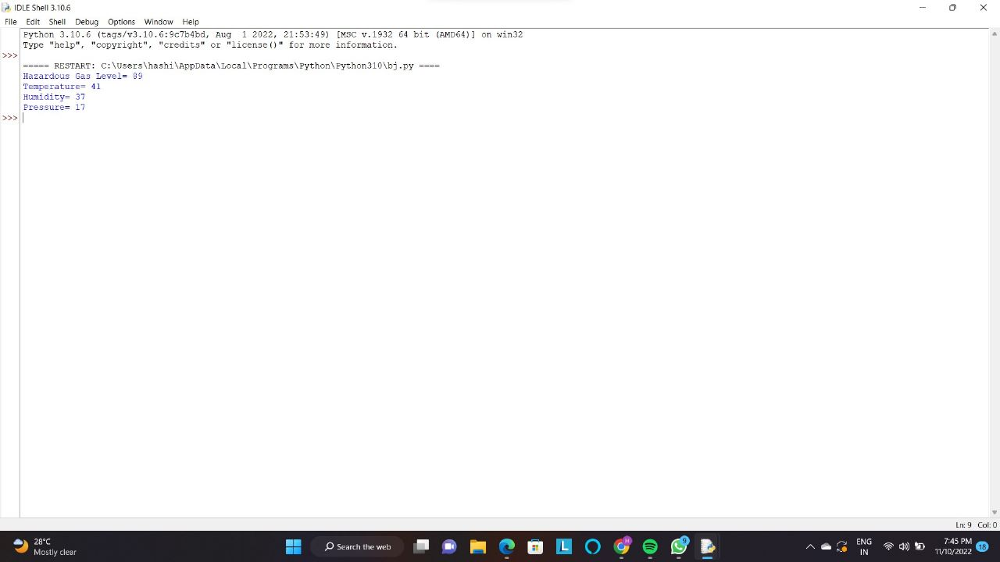 IDLE Shell 3.10.6
File Edit Shell Debug Options Window Help
Python 3.10.6 (tags/v3.10.6:9c7b4bd, Aug  1 2022, 21:53:49) [MSC v.1932 64 bit (AMD64)] on win32
Type "help", "copyright", "credits" or "license()" for more information.
>>>
===== RESTART: C:\Users\hashi\AppData\Local\Programs\Python\Python310\bj.py ====
Hazardous Gas Level= 89
Temperature= 41
Humidity= 37
Pressure= 17
>>>
Ln: 9 Col: 0
28°C
Mostly clear
Search the web
L
H
9
ENG
IN
7:45 PM
11/10/2022
18